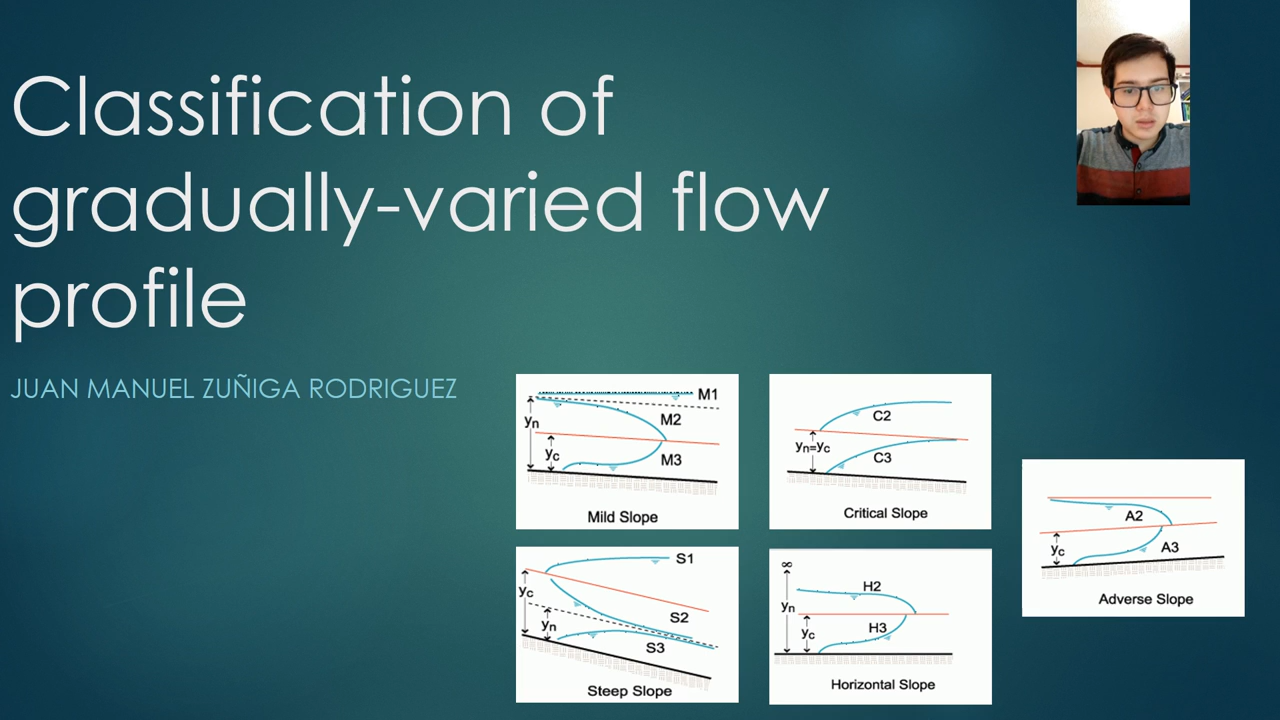 Classification of
gradually-varied flow
profile
JUAN MANUEL ZUÑIGA RODRIGUEZ
M1
yn
M2
yc
M3
Mild Slope
C2
yn=yc
C3
Critical Slope
A2
yc
A3
Adverse Slope
S1
yc
S2
yn
S3
Steep Slope
∞
H2
yn
H3
yc
Horizontal Slope